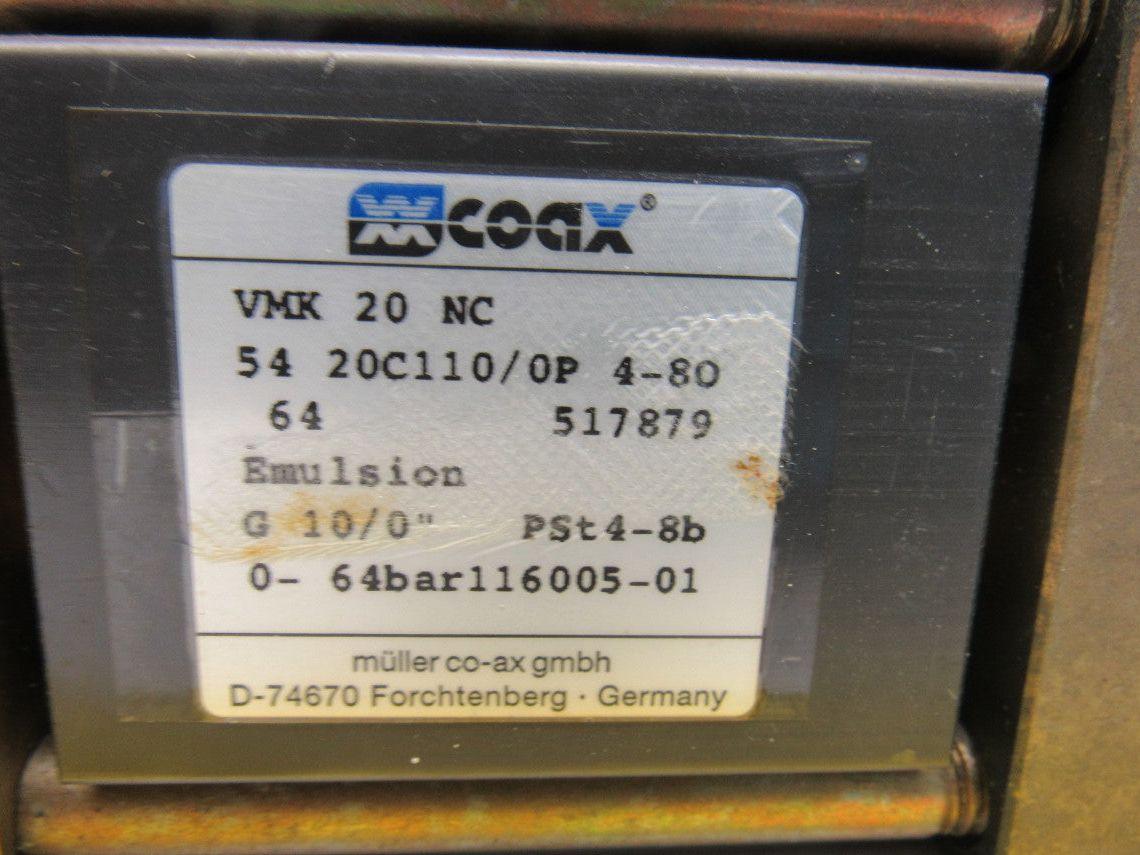 coax®
VMK 20 NC
54 20C110/0P 4-80
64 517879
Emulsion
G 10/0" PSt4-8b
0- 64bar116005-01
müller co-ax gmbh
D-74670 Forchtenberg · Germany